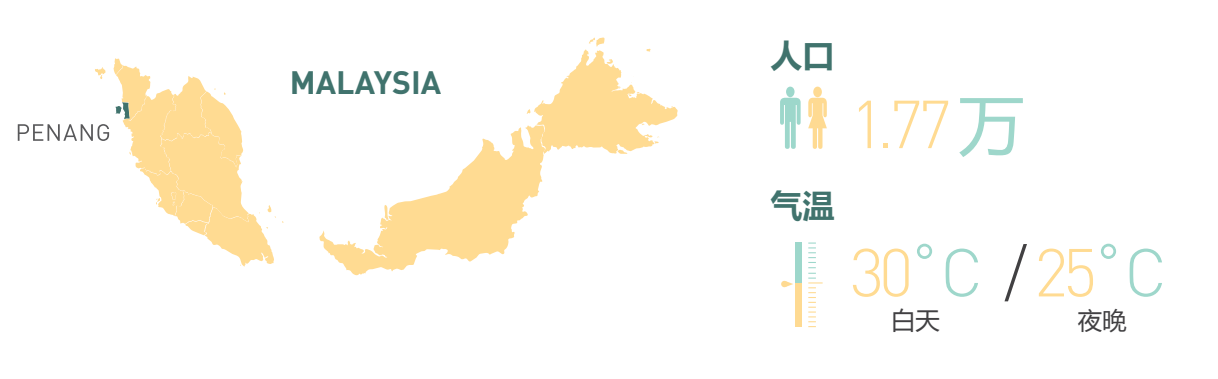 MALAYSIA
PENANG
人口
1.77万
气温
30°C / 25°C
白天
夜晚